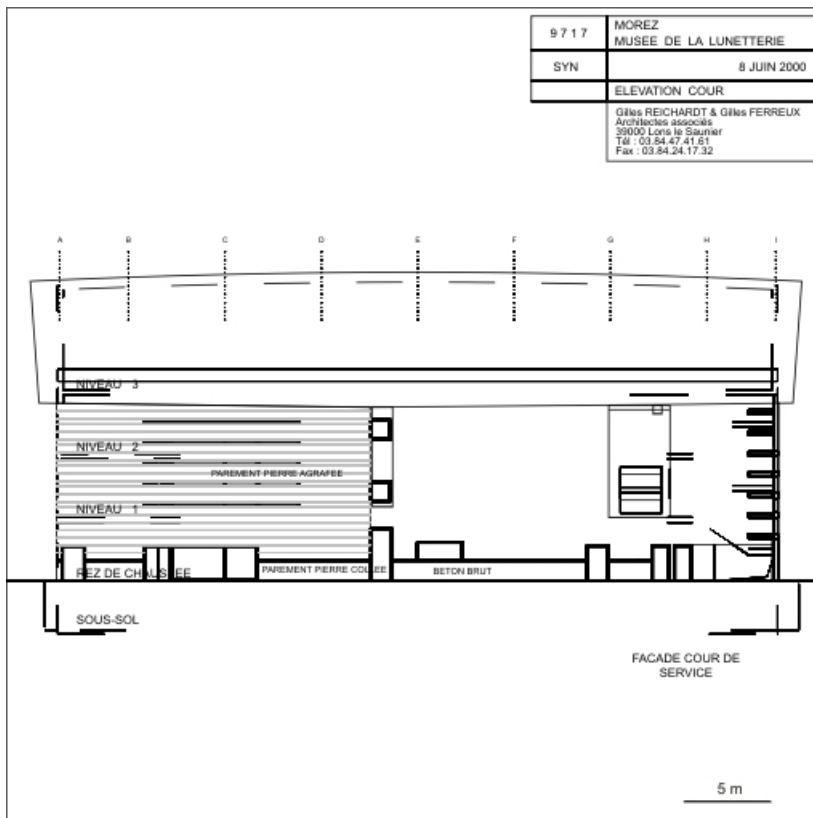 9717
MOREZ
MUSEE DE LA LUNETTERIE
SYN
8 JUIN 2000
ELEVATION COUR
Gilles REICHARDT & Gilles FERREUX
Architectes associés
39000 Lons le Saunier
Tél : 03.84.47.41.61
Fax : 03.84.24.17.32
A B C D E F G H I
NIVEAU 3
NIVEAU 2
PAREMENT PIERRE AGRAFEE
NIVEAU 1
REZ DE CHAUSSEE
PAREMENT PIERRE COLLEE
BETON BRUT
SOUS-SOL
FACADE COUR DE
SERVICE
5 m